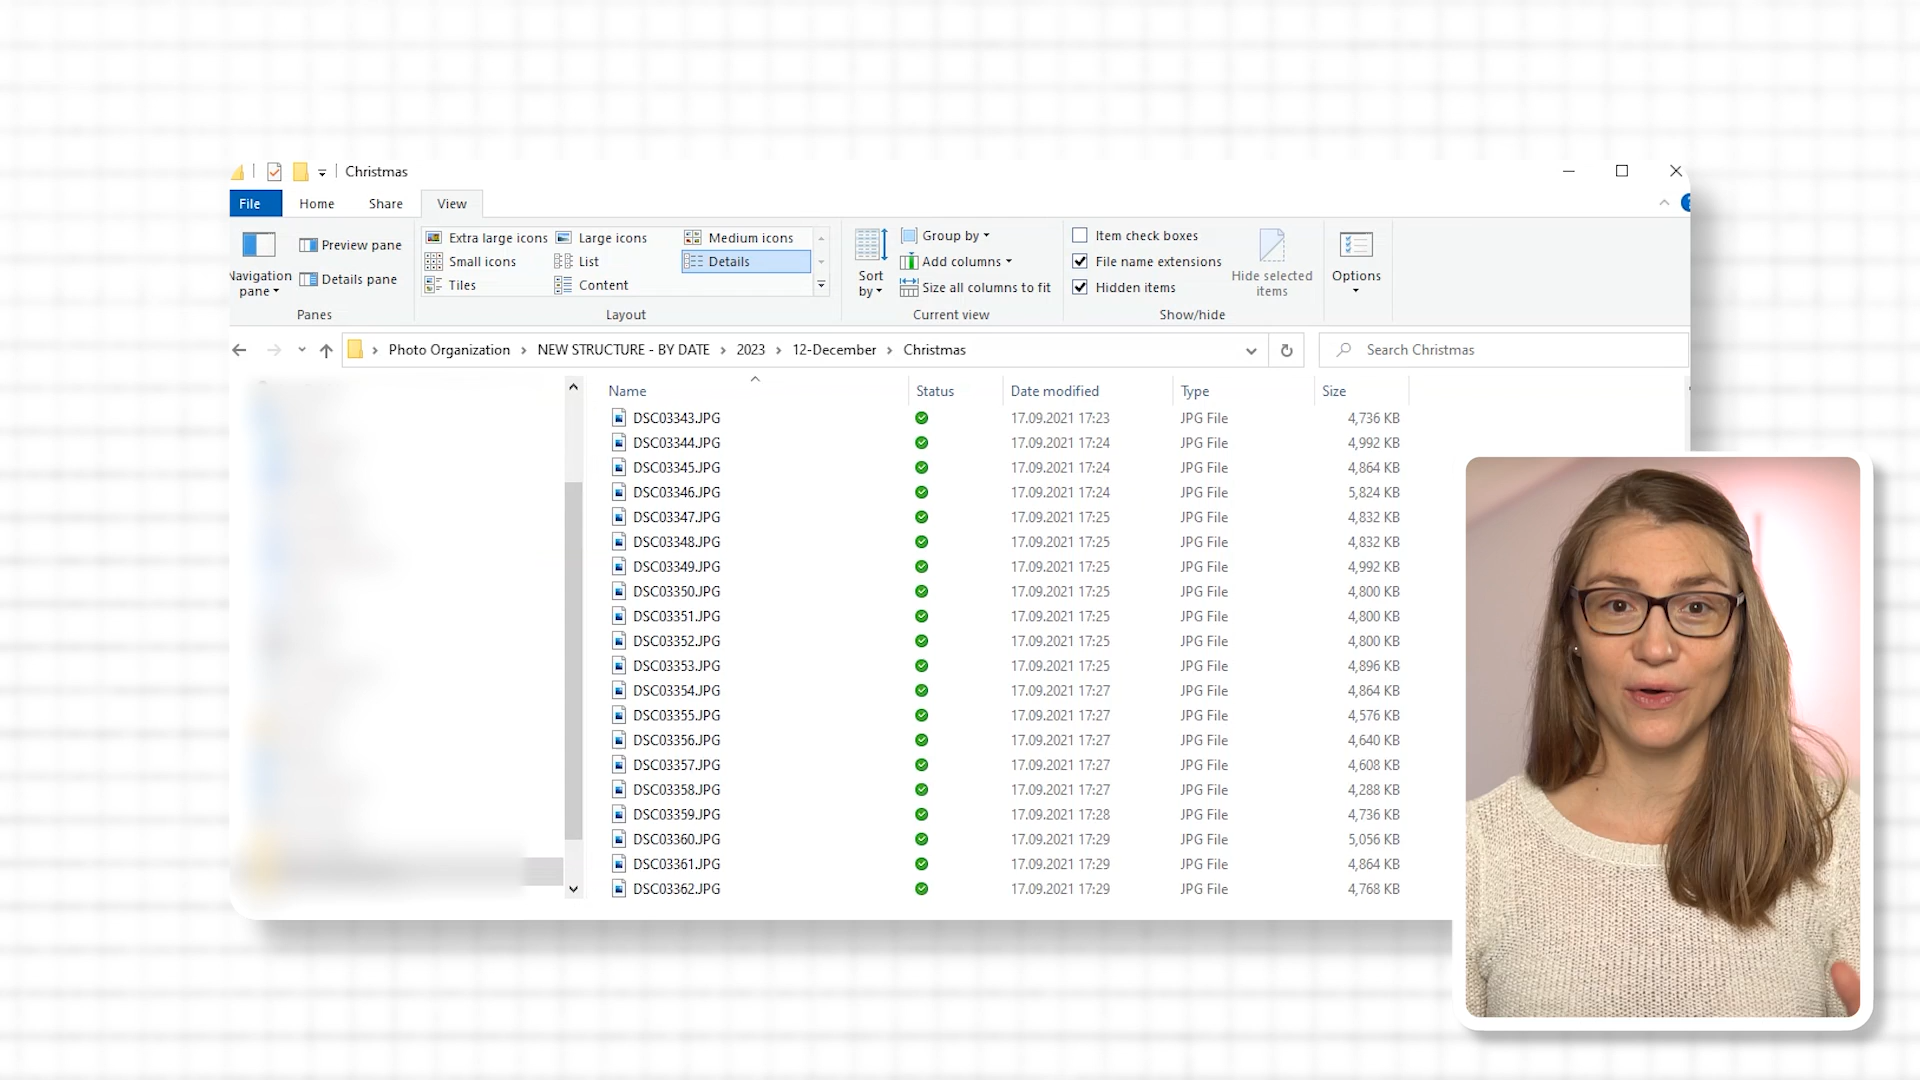 Christmas
File Home Share View
Navigation pane
Preview pane
Details pane
Panes
Extra large icons Large icons Medium icons
Small icons List Details
Tiles Content
Layout
Sort by
Group by
Add columns
Size all columns to fit
Current view
Item check boxes
File name extensions
Hidden items
Hide selected items
Show/hide
Options
Photo Organization NEW STRUCTURE - BY DATE 2023 12-December Christmas
Search Christmas
Name Status Date modified Type Size
DSC03343.JPG 17.09.2021 17:23 JPG File 4,736 KB
DSC03344.JPG 17.09.2021 17:24 JPG File 4,992 KB
DSC03345.JPG 17.09.2021 17:24 JPG File 4,864 KB
DSC03346.JPG 17.09.2021 17:24 JPG File 5,824 KB
DSC03347.JPG 17.09.2021 17:25 JPG File 4,832 KB
DSC03348.JPG 17.09.2021 17:25 JPG File 4,832 KB
DSC03349.JPG 17.09.2021 17:25 JPG File 4,992 KB
DSC03350.JPG 17.09.2021 17:25 JPG File 4,800 KB
DSC03351.JPG 17.09.2021 17:25 JPG File 4,800 KB
DSC03352.JPG 17.09.2021 17:25 JPG File 4,800 KB
DSC03353.JPG 17.09.2021 17:25 JPG File 4,896 KB
DSC03354.JPG 17.09.2021 17:27 JPG File 4,864 KB
DSC03355.JPG 17.09.2021 17:27 JPG File 4,576 KB
DSC03356.JPG 17.09.2021 17:27 JPG File 4,640 KB
DSC03357.JPG 17.09.2021 17:27 JPG File 4,608 KB
DSC03358.JPG 17.09.2021 17:27 JPG File 4,288 KB
DSC03359.JPG 17.09.2021 17:28 JPG File 4,736 KB
DSC03360.JPG 17.09.2021 17:29 JPG File 5,056 KB
DSC03361.JPG 17.09.2021 17:29 JPG File 4,864 KB
DSC03362.JPG 17.09.2021 17:29 JPG File 4,768 KB